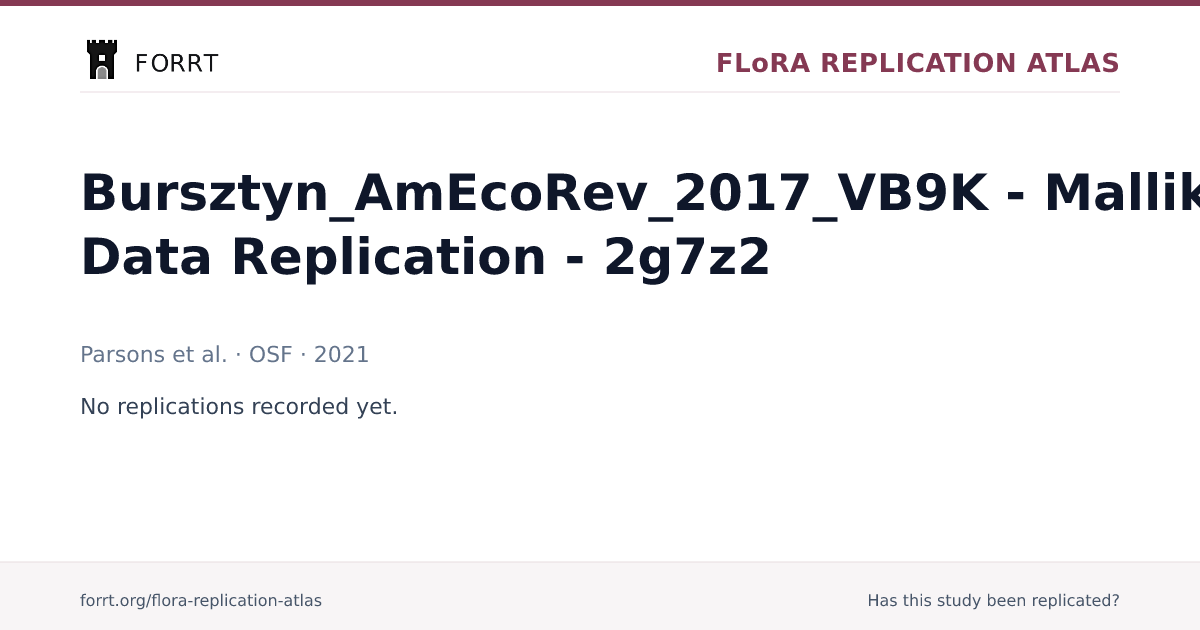 FORRT
FLoRA REPLICATION ATLAS
Bursztyn_AmEcoRev_2017_VB9K - Mallik
Data Replication - 2g7z2
Parsons et al. · OSF · 2021
No replications recorded yet.
forrt.org/flora-replication-atlas
Has this study been replicated?